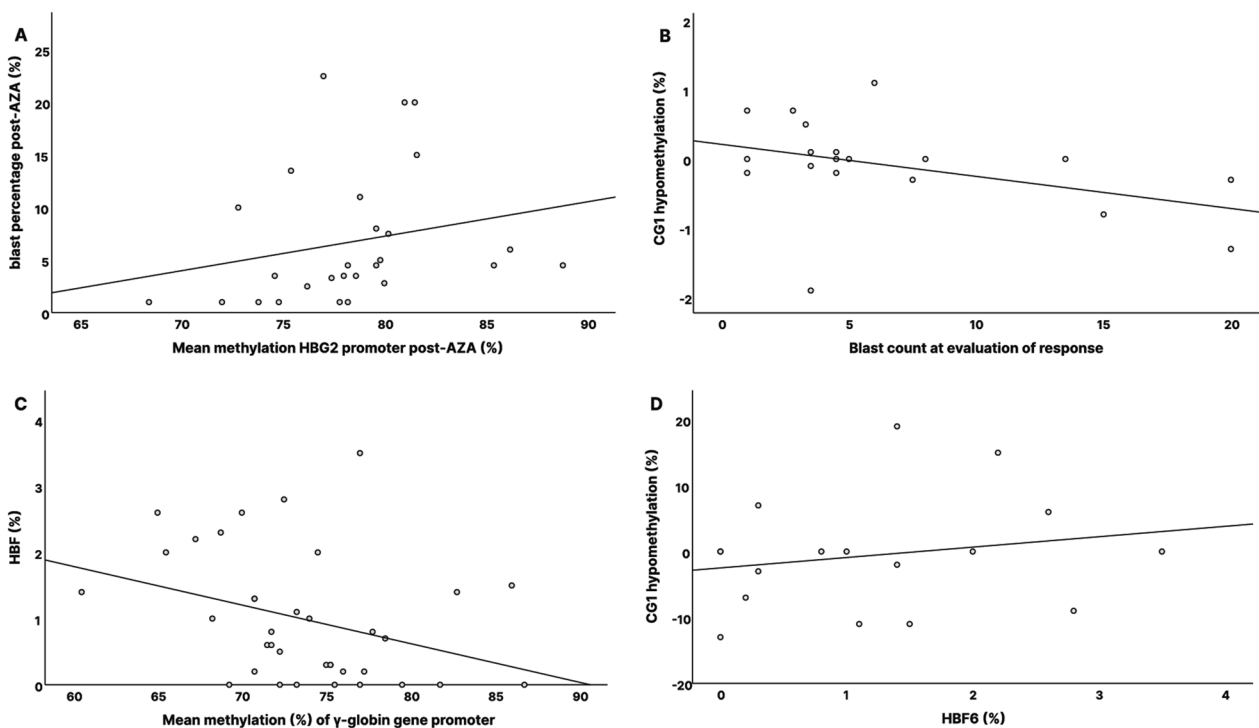 A
blast percentage post-AZA (%)
25
20
15
10
5
0
65 70 75 80 85 90
Mean methylation HBG2 promoter post-AZA (%)
B
CG1 hypomethylation (%)
2
1
0
-1
-2
0 5 10 15 20
Blast count at evaluation of response
C
HBF (%)
4
3
2
1
0
60 65 70 75 80 85 90
Mean methylation (%) of γ-globin gene promoter
D
CG1 hypomethylation (%)
20
10
0
-10
-20
0 1 2 3 4
HBF6 (%)